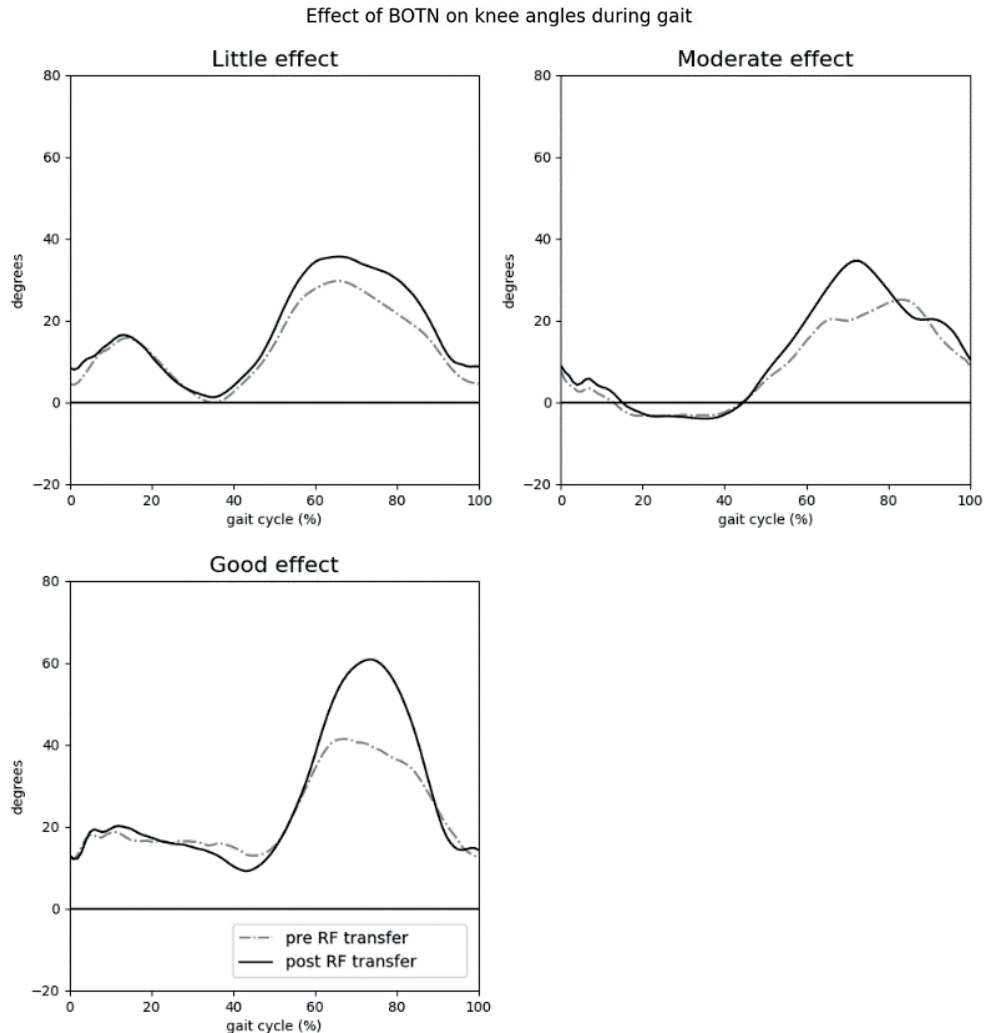 Effect of BOTN on knee angles during gait
Little effect
80
60
40
20
0
−20
degrees
0 20 40 60 80 100
gait cycle (%)
Moderate effect
80
60
40
20
0
−20
degrees
0 20 40 60 80 100
gait cycle (%)
Good effect
80
60
40
20
0
−20
degrees
pre RF transfer
post RF transfer
0 20 40 60 80 100
gait cycle (%)